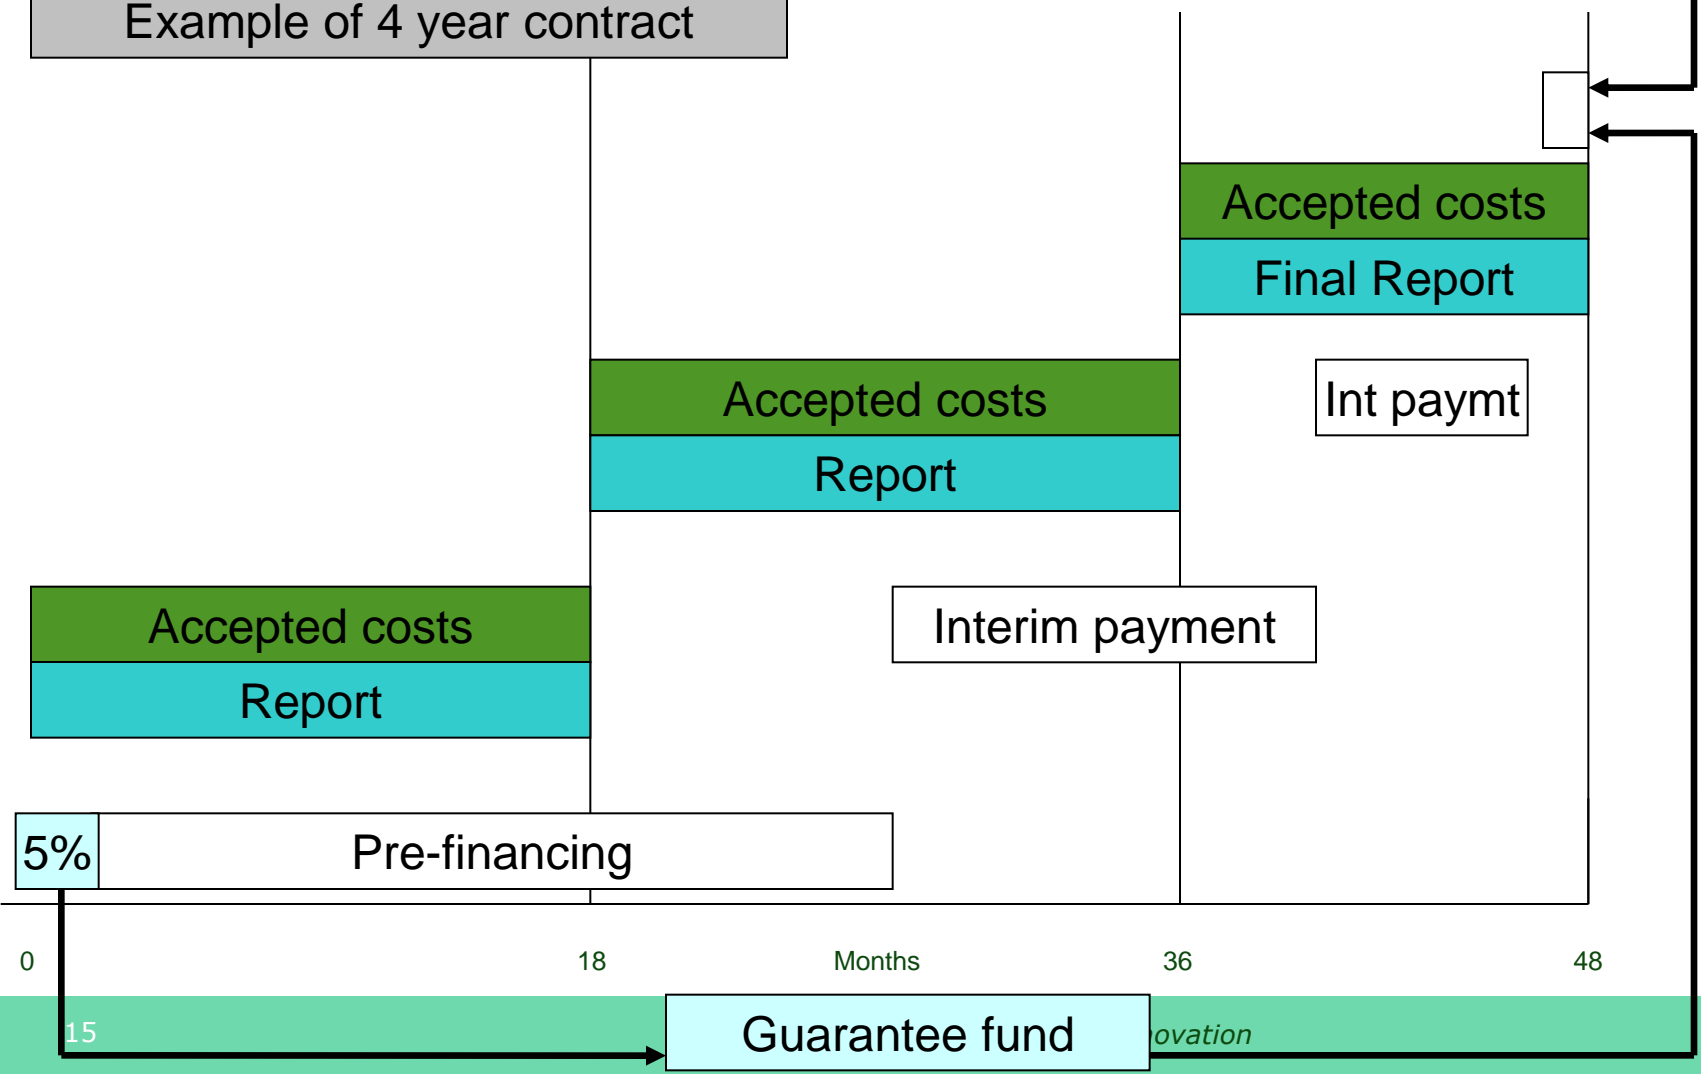 Example of 4 year contract
Accepted costs
Final Report
Accepted costs
Int paymt
Report
Accepted costs
Interim payment
Report
5%
Pre-financing
0
18
Months
36
48
15
Guarantee fund